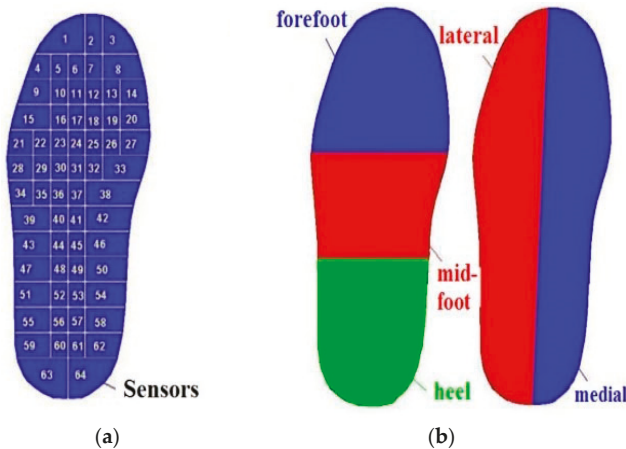 1 2 3
4 5 6 7 8
9 10 11 12 13 14
15 16 17 18 19 20
21 22 23 24 25 26 27
28 29 30 31 32 33
34 35 36 37 38
39 40 41 42
43 44 45 46
47 48 49 50
51 52 53 54
55 56 57 58
59 60 61 62
63 64
Sensors
(a)
forefoot
lateral
mid-
foot
heel
medial
(b)